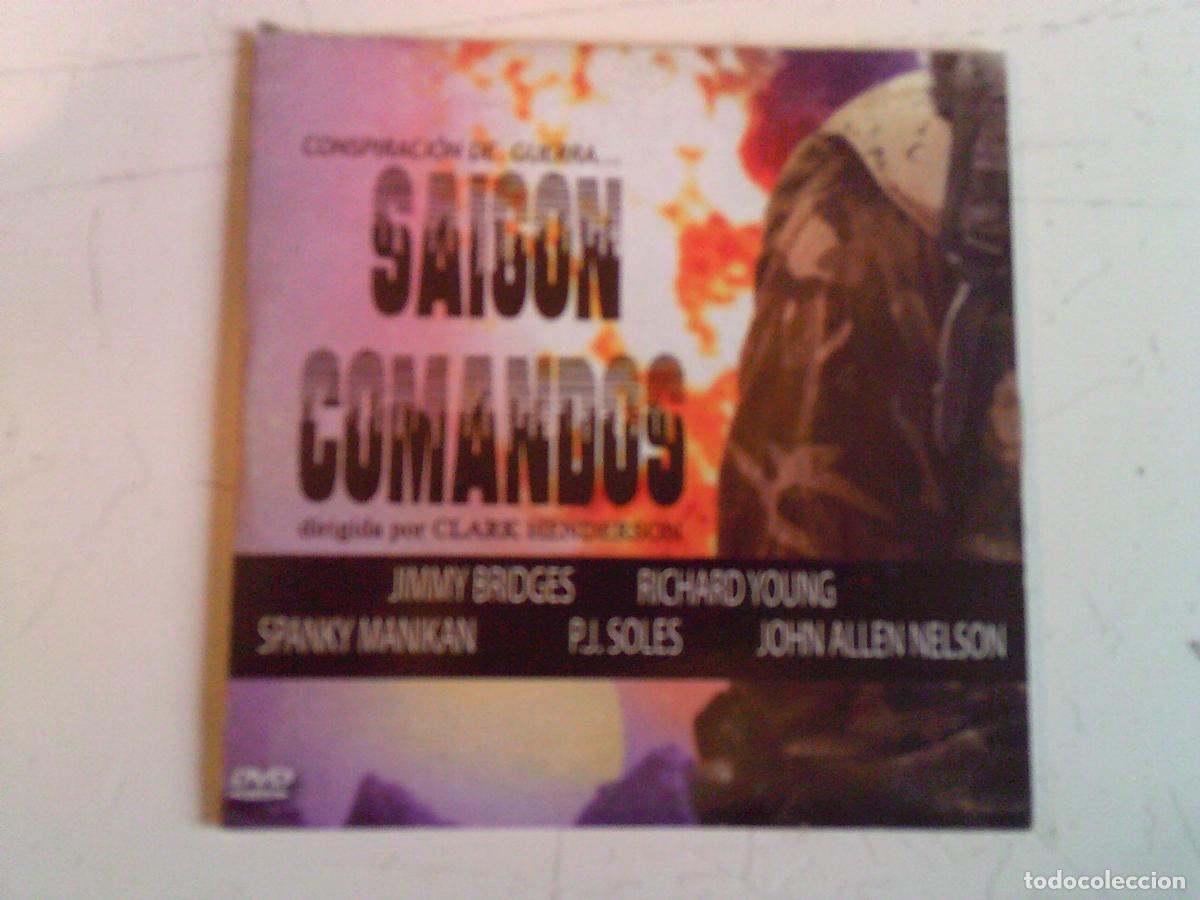 CONSPIRACIÓN DE GUERRA...
SAIGON
COMANDOS
dirigida por CLARK HENDERSON
JIMMY BRIDGES RICHARD YOUNG
SPANKY MANIKAN P.J. SOLES JOHN ALLEN NELSON
DVD
todocoleccion